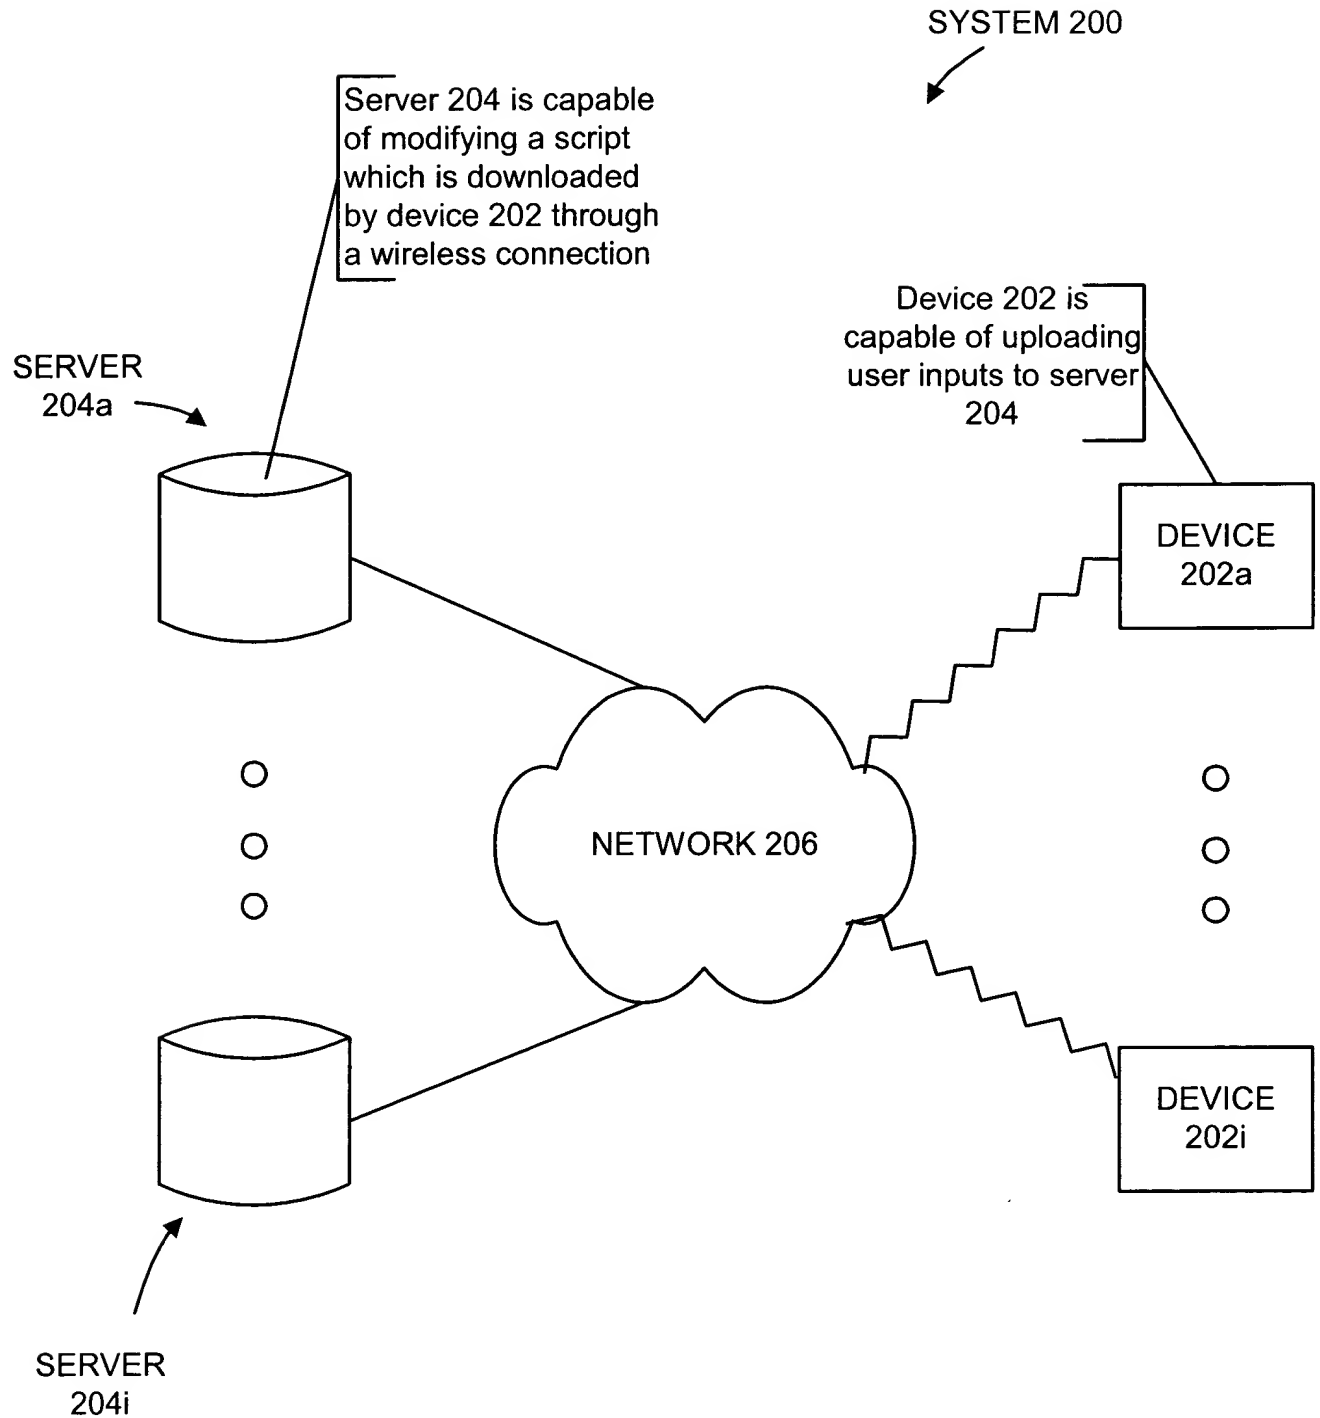 SYSTEM 200
Server 204 is capable
of modifying a script
which is downloaded
by device 202 through
a wireless connection
Device 202 is
capable of uploading
user inputs to server
204
SERVER
204a
DEVICE
202a
NETWORK 206
DEVICE
202i
SERVER
204i